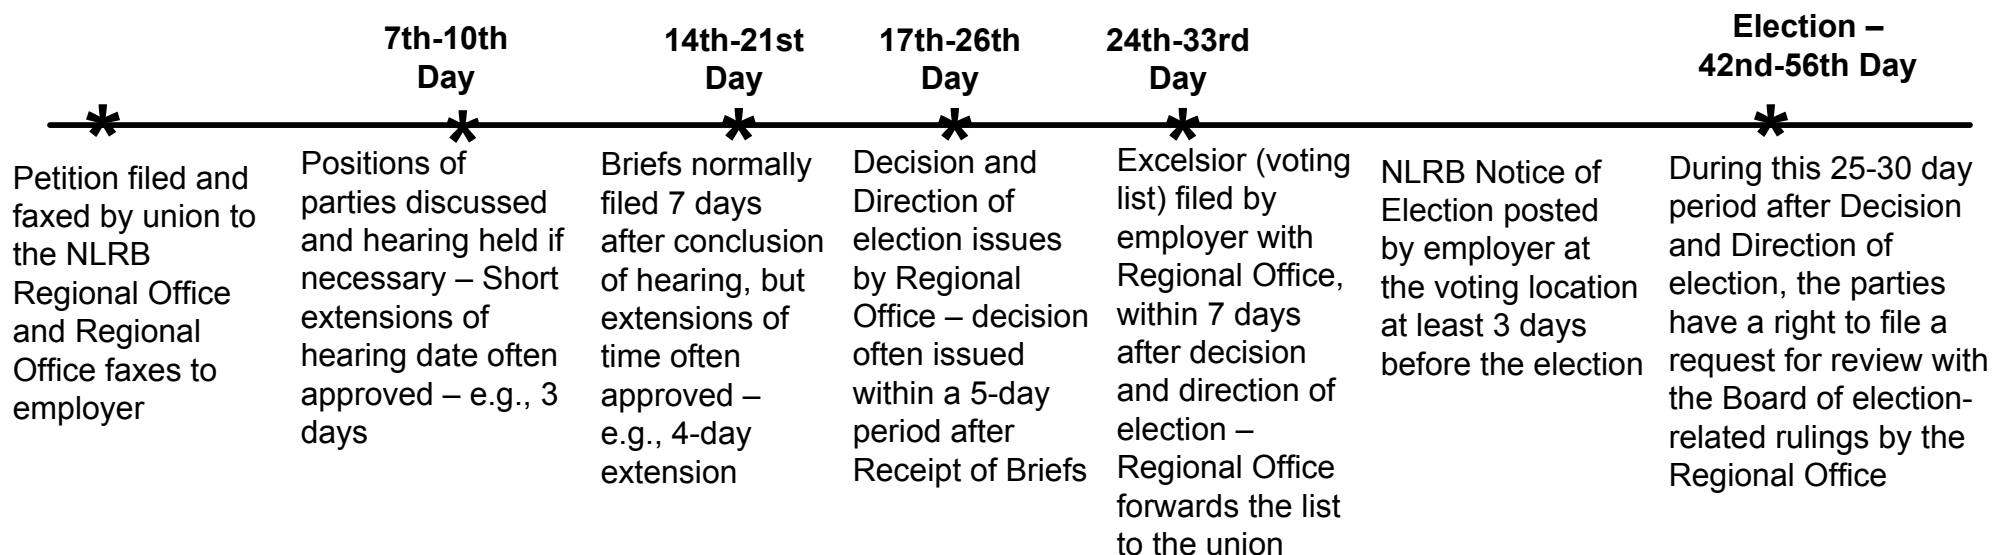 7th-10th
Day
14th-21st
Day
17th-26th
Day
24th-33rd
Day
Election –
42nd-56th Day
* * * * * *
Petition filed and
faxed by union to
the NLRB
Regional Office
and Regional
Office faxes to
employer
Positions of
parties discussed
and hearing held if
necessary – Short
extensions of
hearing date often
approved – e.g., 3
days
Briefs normally
filed 7 days
after conclusion
of hearing, but
extensions of
time often
approved –
e.g., 4-day
extension
Decision and
Direction of
election issues
by Regional
Office – decision
often issued
within a 5-day
period after
Receipt of Briefs
Excelsior (voting
list) filed by
employer with
Regional Office,
within 7 days
after decision
and direction of
election –
Regional Office
forwards the list
to the union
NLRB Notice of
Election posted
by employer at
the voting location
at least 3 days
before the election
During this 25-30 day
period after Decision
and Direction of
election, the parties
have a right to file a
request for review with
the Board of election-
related rulings by the
Regional Office